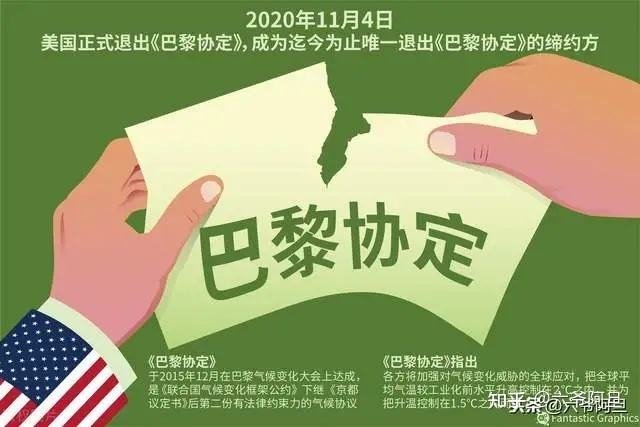 2020年11月4日
美国正式退出《巴黎协定》，成为迄今为止唯一退出《巴黎协定》的缔约方
巴黎协定
《巴黎协定》
于2015年12月在巴黎气候变化大会上达成，
是《联合国气候变化框架公约》下继《京都
议定书》后第二份有法律约束力的气候协议
《巴黎协定》指出
各方将加强对气候变化威胁的全球应对，把全球平
均气温较工业化前水平升高控制在2℃之内，并为
把升温控制在1.5℃之
知乎 @六爷阿旦
头条 @六爷阿旦
Fantastic Graphics